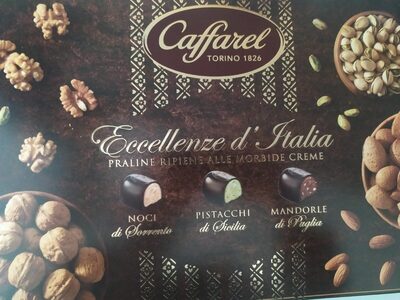 Caffarel
TORINO 1826
Eccellenze d'Italia
PRALINE RIPIENE ALLE MORBIDE CREME
NOCI
di Sorrento
PISTACCHI
di Sicilia
MANDORLE
di Puglia